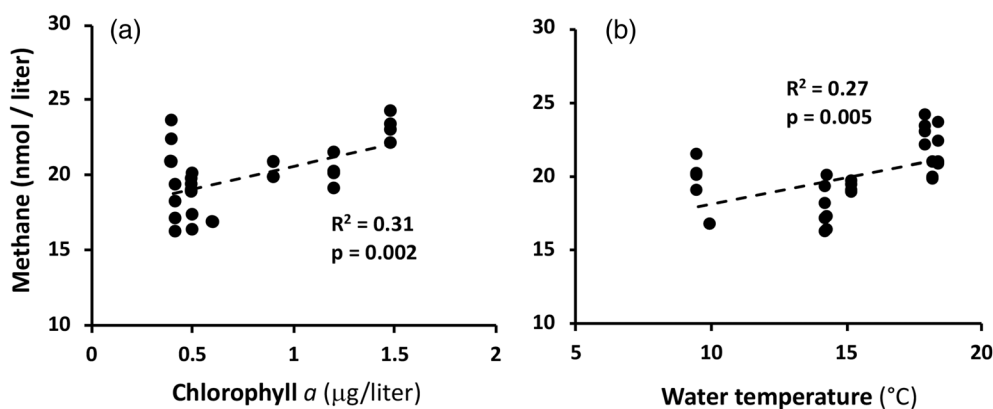 Methane (nmol / liter)
(a)
30
25
20
15
10
R² = 0.31
p = 0.002
0
0.5
1
1.5
2
Chlorophyll a (μg/liter)
(b)
30
25
20
15
10
R² = 0.27
p = 0.005
5
10
15
20
Water temperature (°C)